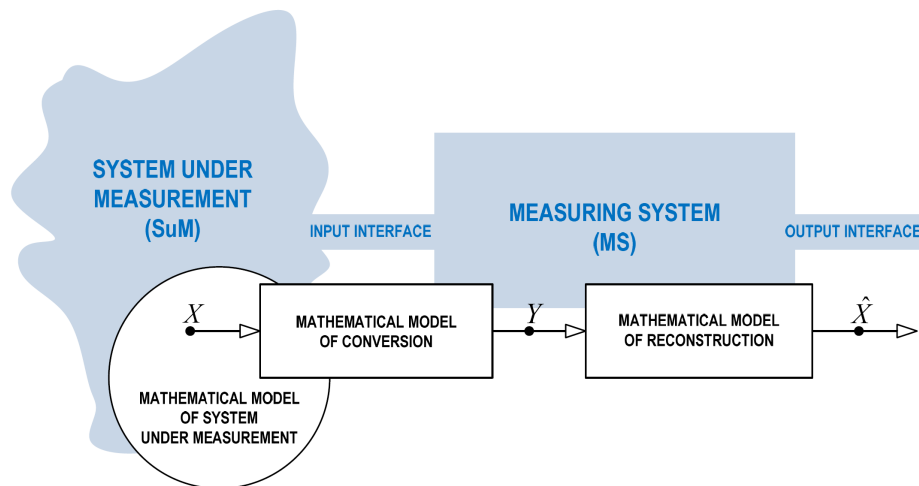 SYSTEM UNDER
MEASUREMENT
(SuM)
INPUT INTERFACE
MEASURING SYSTEM
(MS)
OUTPUT INTERFACE
X
MATHEMATICAL MODEL
OF CONVERSION
Y
MATHEMATICAL MODEL
OF RECONSTRUCTION
X̂
MATHEMATICAL MODEL
OF SYSTEM
UNDER MEASUREMENT